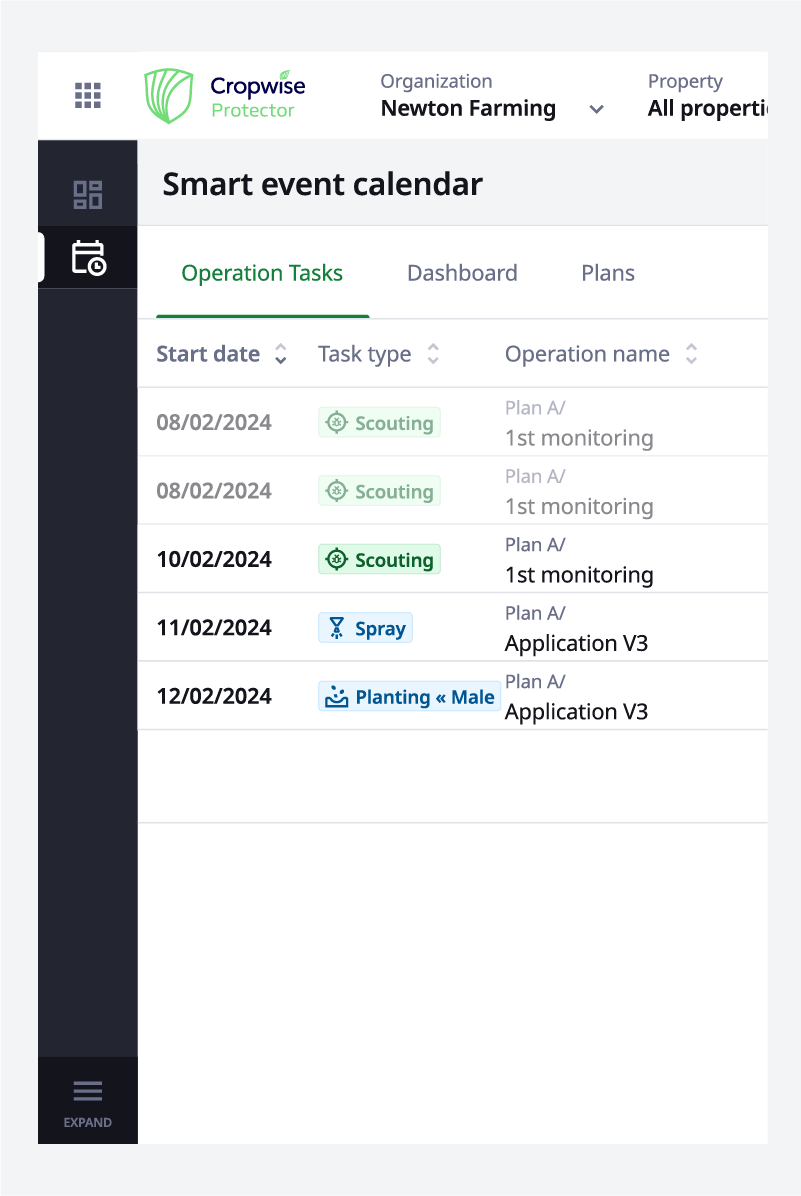 Cropwise
Protector
Organization
Newton Farming
Property
All properti
Smart event calendar
Operation Tasks Dashboard Plans
Start date Task type Operation name
08/02/2024 Scouting Plan A/
1st monitoring
08/02/2024 Scouting Plan A/
1st monitoring
10/02/2024 Scouting Plan A/
1st monitoring
11/02/2024 Spray Plan A/
Application V3
12/02/2024 Planting « Male Plan A/
Application V3
EXPAND